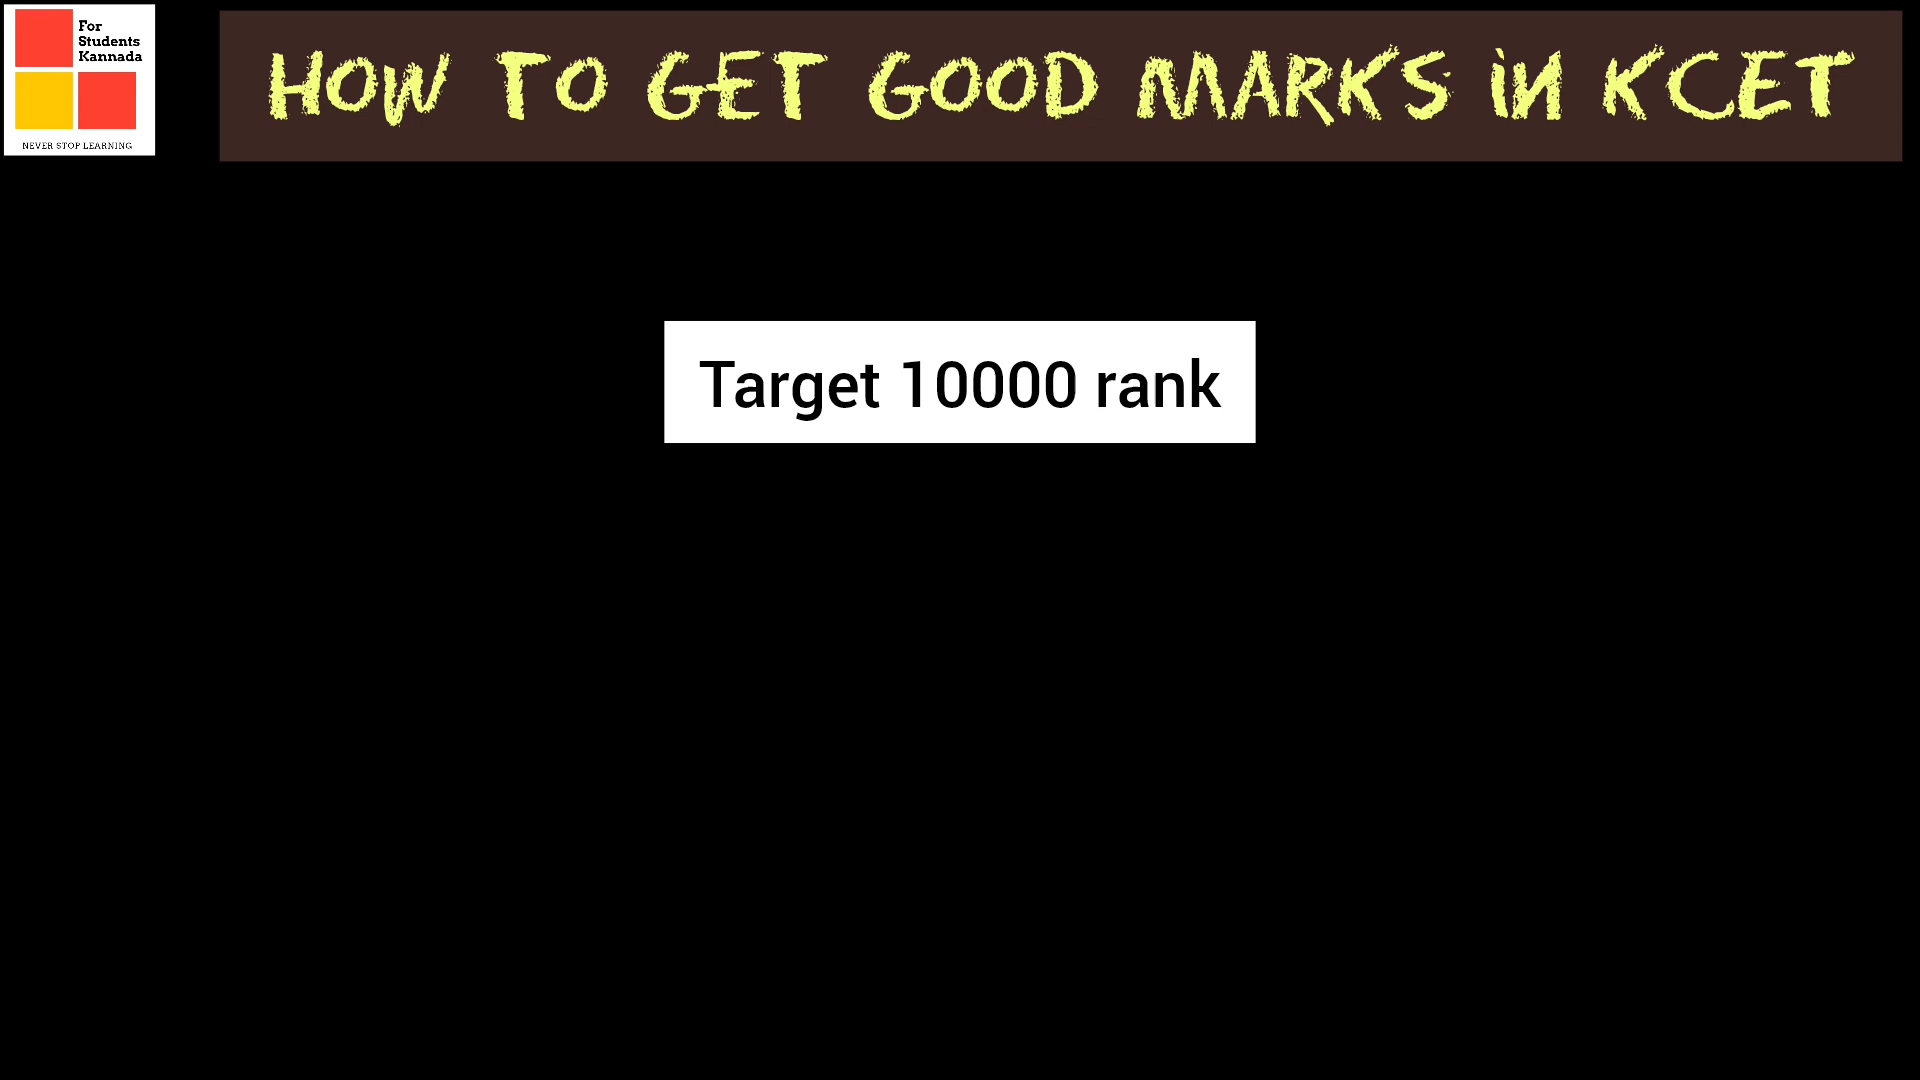 For
Students
Kannada
NEVER STOP LEARNING
HOW TO GET GOOD MARKS iN KCET
Target 10000 rank